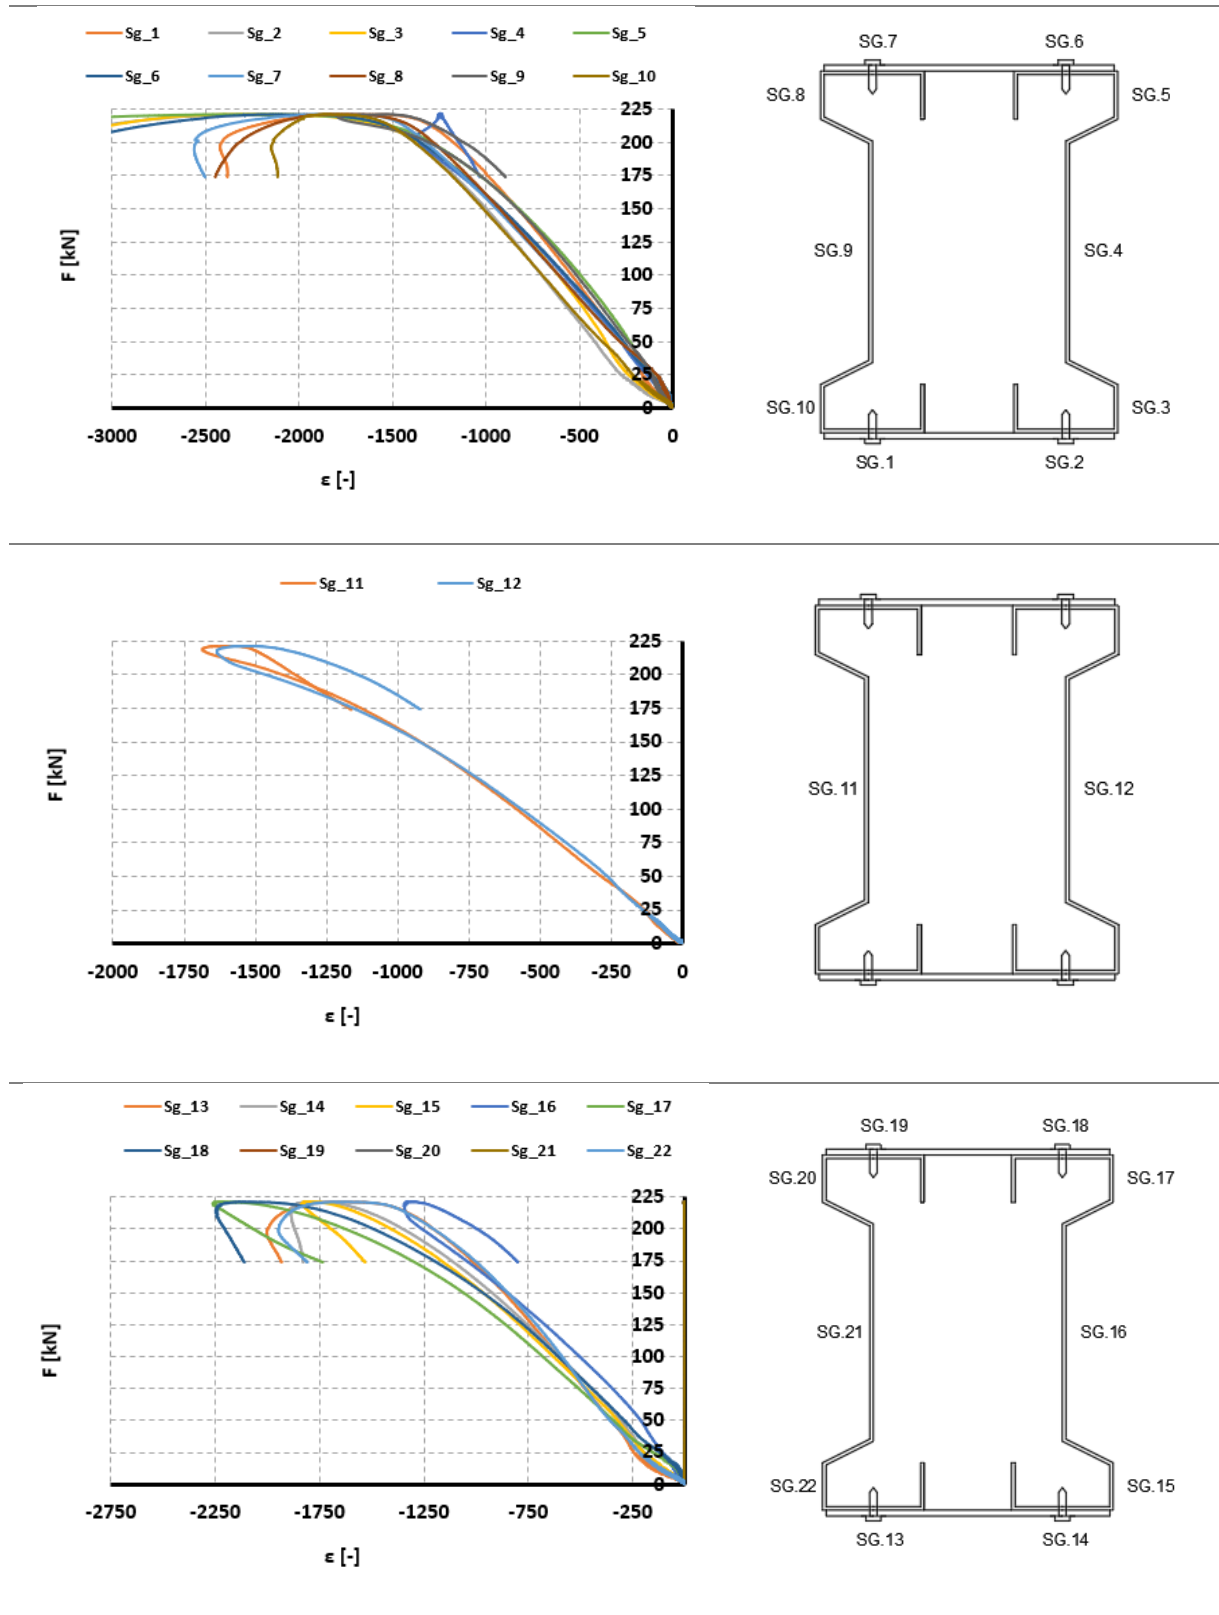 Sg_1 Sg_2 Sg_3 Sg_4 Sg_5
Sg_6 Sg_7 Sg_8 Sg_9 Sg_10
225
200
175
150
125
100
75
50
25
0
F [kN]
-3000 -2500 -2000 -1500 -1000 -500 0
ε [-]
SG.7 SG.6
SG.8 SG.5
SG.9 SG.4
SG.10 SG.3
SG.1 SG.2
Sg_11 Sg_12
225
200
175
150
125
100
75
50
25
0
F [kN]
-2000 -1750 -1500 -1250 -1000 -750 -500 -250 0
ε [-]
SG.11 SG.12
Sg_13 Sg_14 Sg_15 Sg_16 Sg_17
Sg_18 Sg_19 Sg_20 Sg_21 Sg_22
225
200
175
150
125
100
75
50
25
0
F [kN]
-2750 -2250 -1750 -1250 -750 -250
ε [-]
SG.19 SG.18
SG.20 SG.17
SG.21 SG.16
SG.22 SG.15
SG.13 SG.14